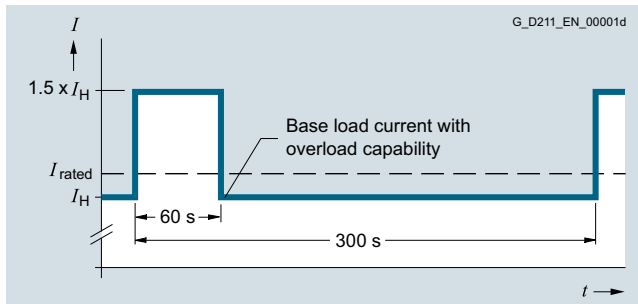 I
G_D211_EN_00001d
1.5 x I_H
Base load current with
overload capability
I_rated
I_H
60 s
300 s
t